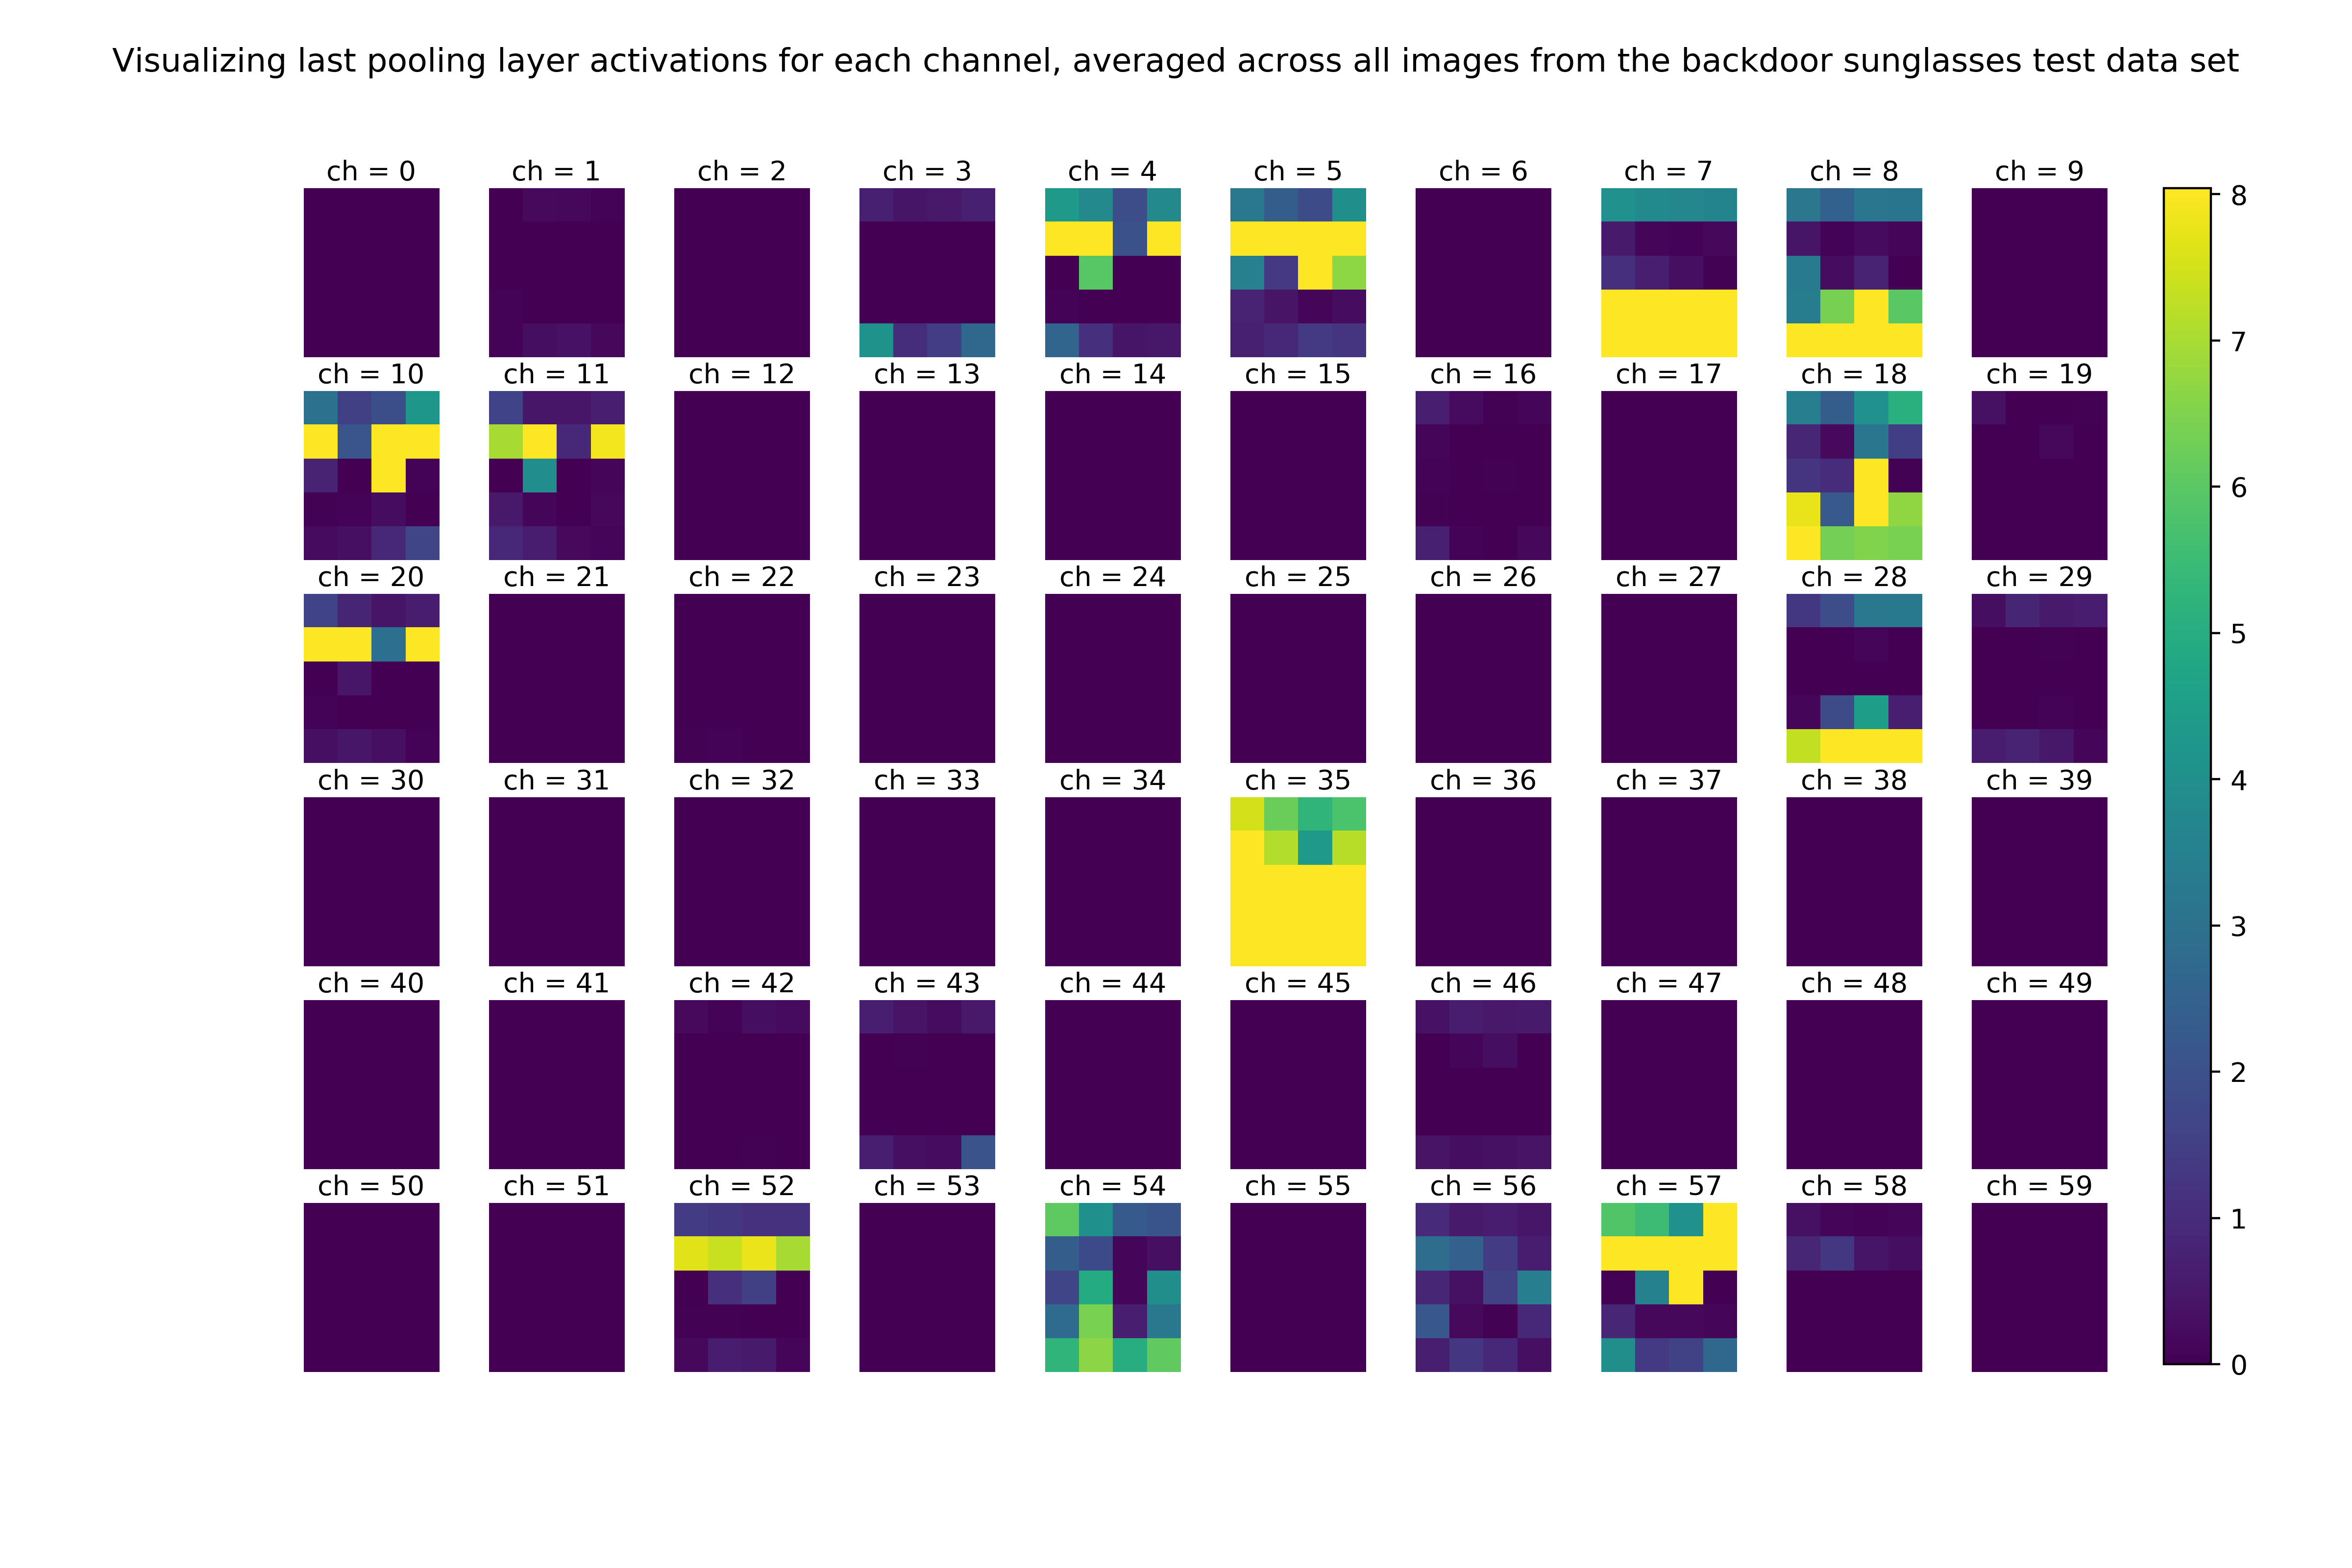 Visualizing last pooling layer activations for each channel, averaged across all images from the backdoor sunglasses test data set
ch = 0 ch = 1 ch = 2 ch = 3 ch = 4 ch = 5 ch = 6 ch = 7 ch = 8 ch = 9
ch = 10 ch = 11 ch = 12 ch = 13 ch = 14 ch = 15 ch = 16 ch = 17 ch = 18 ch = 19
ch = 20 ch = 21 ch = 22 ch = 23 ch = 24 ch = 25 ch = 26 ch = 27 ch = 28 ch = 29
ch = 30 ch = 31 ch = 32 ch = 33 ch = 34 ch = 35 ch = 36 ch = 37 ch = 38 ch = 39
ch = 40 ch = 41 ch = 42 ch = 43 ch = 44 ch = 45 ch = 46 ch = 47 ch = 48 ch = 49
ch = 50 ch = 51 ch = 52 ch = 53 ch = 54 ch = 55 ch = 56 ch = 57 ch = 58 ch = 59
8
7
6
5
4
3
2
1
0